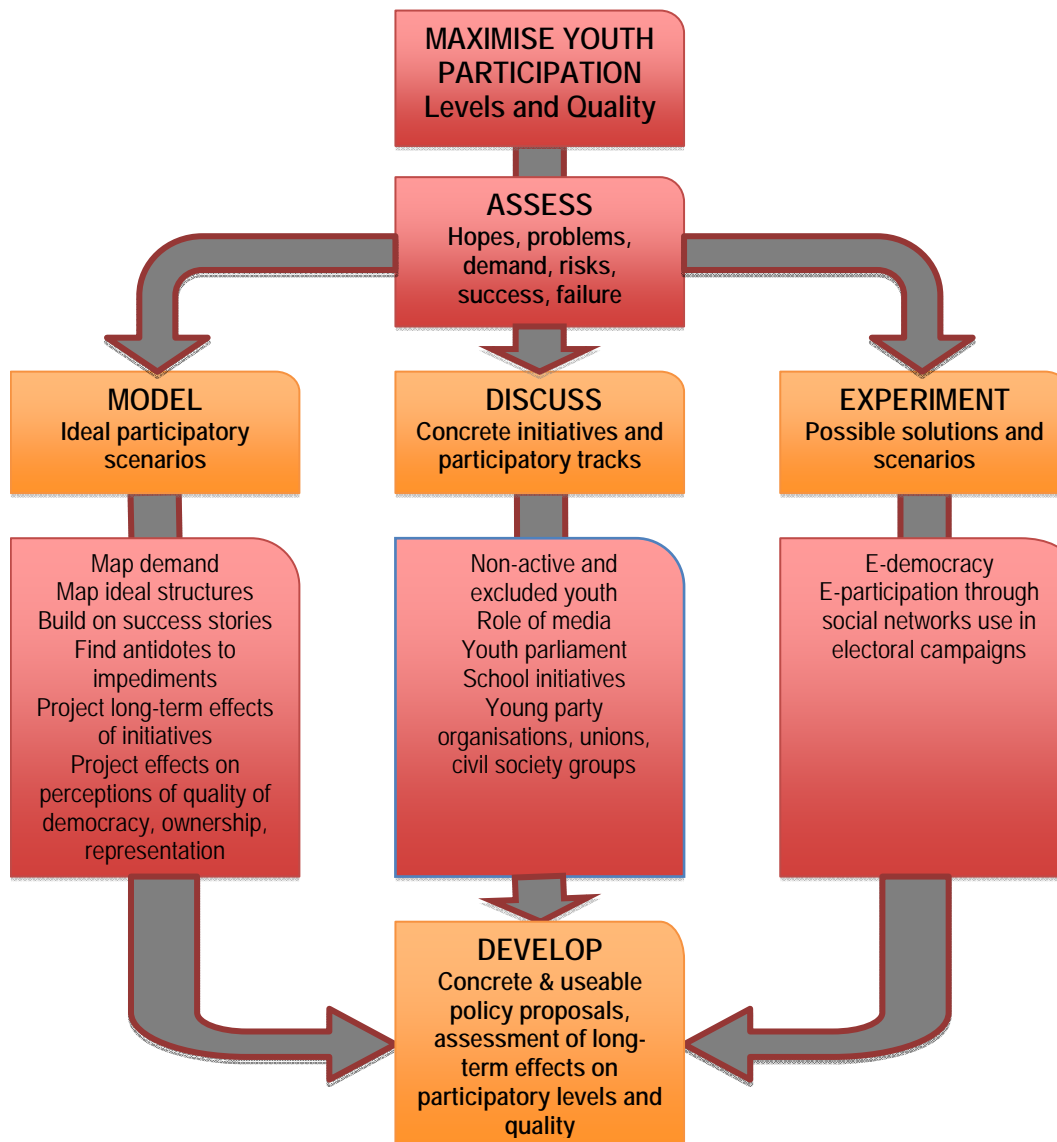 MAXIMISE YOUTH
PARTICIPATION
Levels and Quality
ASSESS
Hopes, problems,
demand, risks,
success, failure
MODEL
Ideal participatory
scenarios
DISCUSS
Concrete initiatives and
participatory tracks
EXPERIMENT
Possible solutions and
scenarios
Map demand
Map ideal structures
Build on success stories
Find antidotes to
impediments
Project long-term effects
of initiatives
Project effects on
perceptions of quality of
democracy, ownership,
representation
Non-active and
excluded youth
Role of media
Youth parliament
School initiatives
Young party
organisations, unions,
civil society groups
E-democracy
E-participation through
social networks use in
electoral campaigns
DEVELOP
Concrete & useable
policy proposals,
assessment of long-
term effects on
participatory levels and
quality